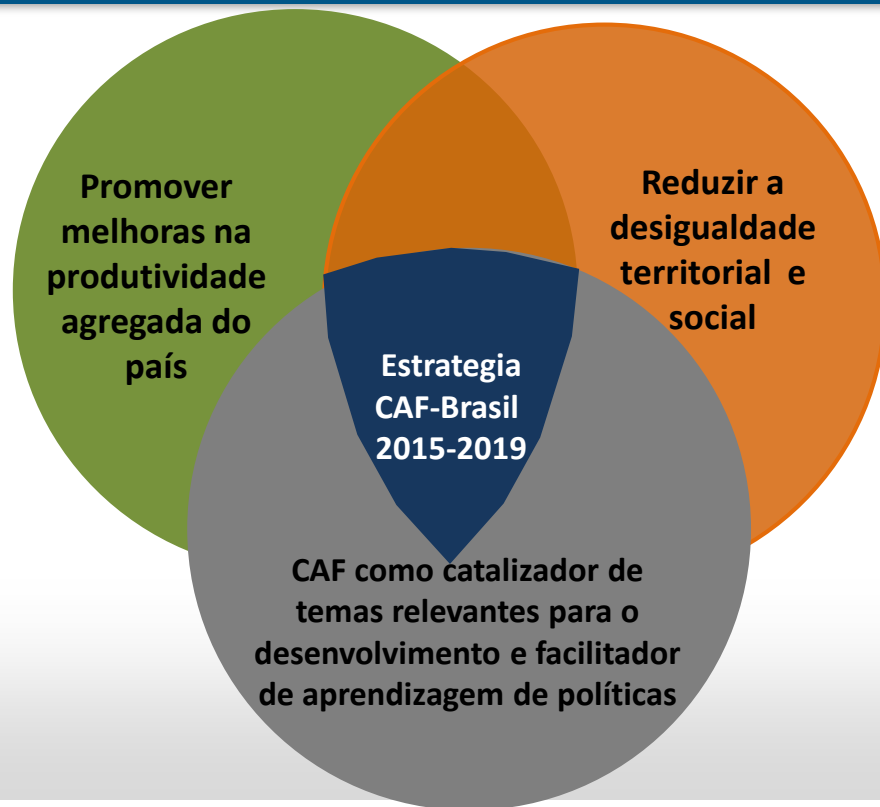 Promover
melhoras na
produtividade
agregada do
país
Reduzir a
desigualdade
territorial e
social
Estrategia
CAF-Brasil
2015-2019
CAF como catalizador de
temas relevantes para o
desenvolvimento e facilitador
de aprendizagem de políticas